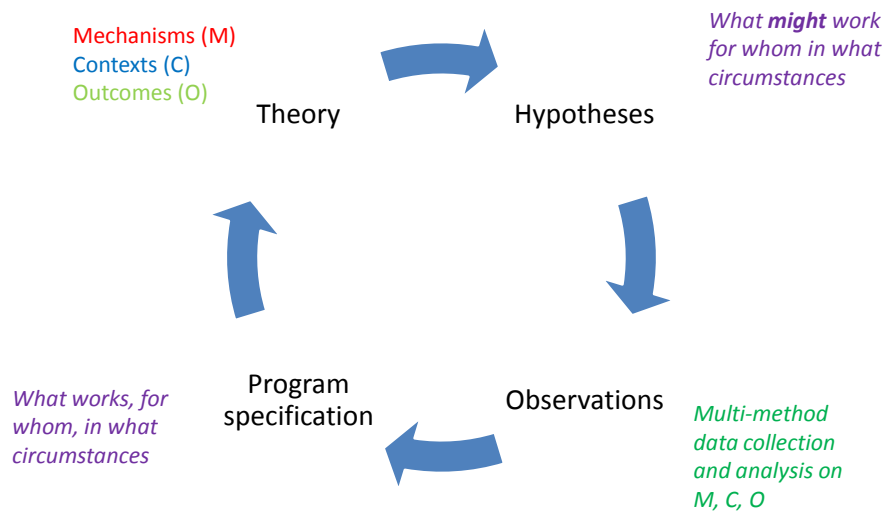 Mechanisms (M)
Contexts (C)
Outcomes (O)
Theory
What might work
for whom in what
circumstances
Hypotheses
What works, for
whom, in what
circumstances
Program
specification
Observations
Multi-method
data collection
and analysis on
M, C, O